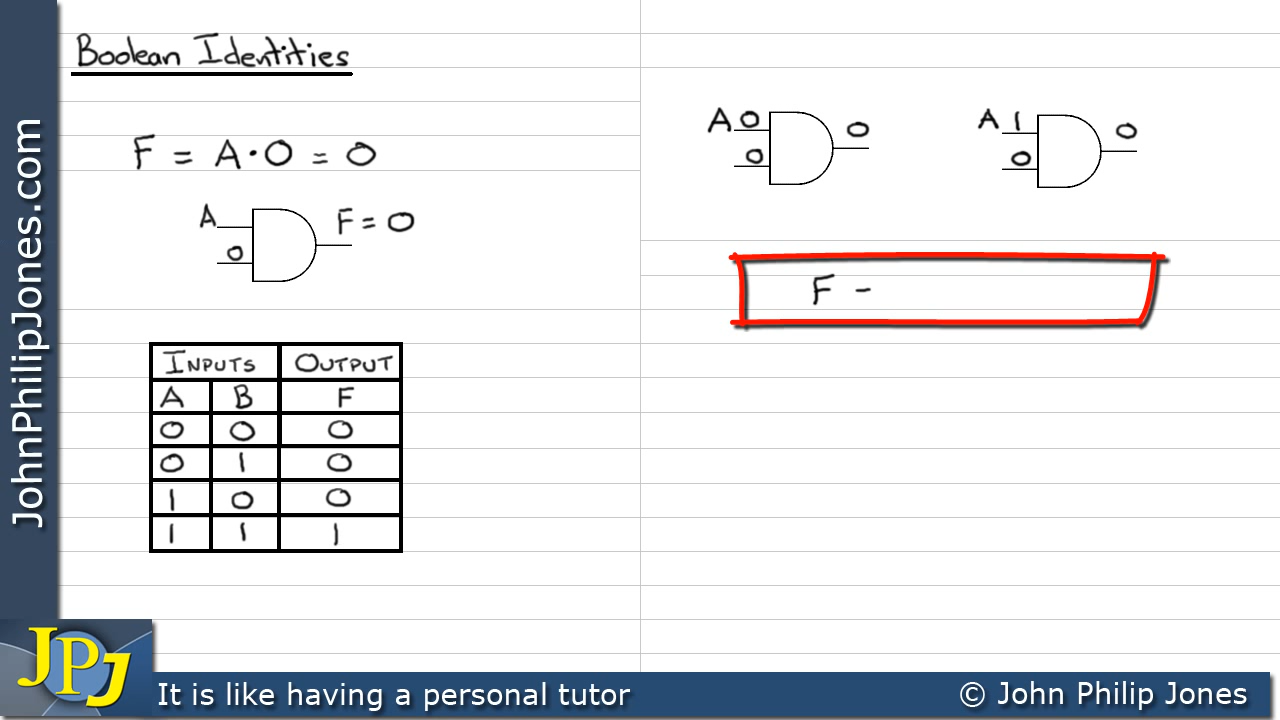 Boolean Identities
F = A·0 = 0
A
0
F = 0
INPUTS OUTPUT
A B F
0 0 0
0 1 0
1 0 0
1 1 1
A 0
0
0
A 1
0
0
F -
JohnPhilipJones.com
JPJ
It is like having a personal tutor
© John Philip Jones